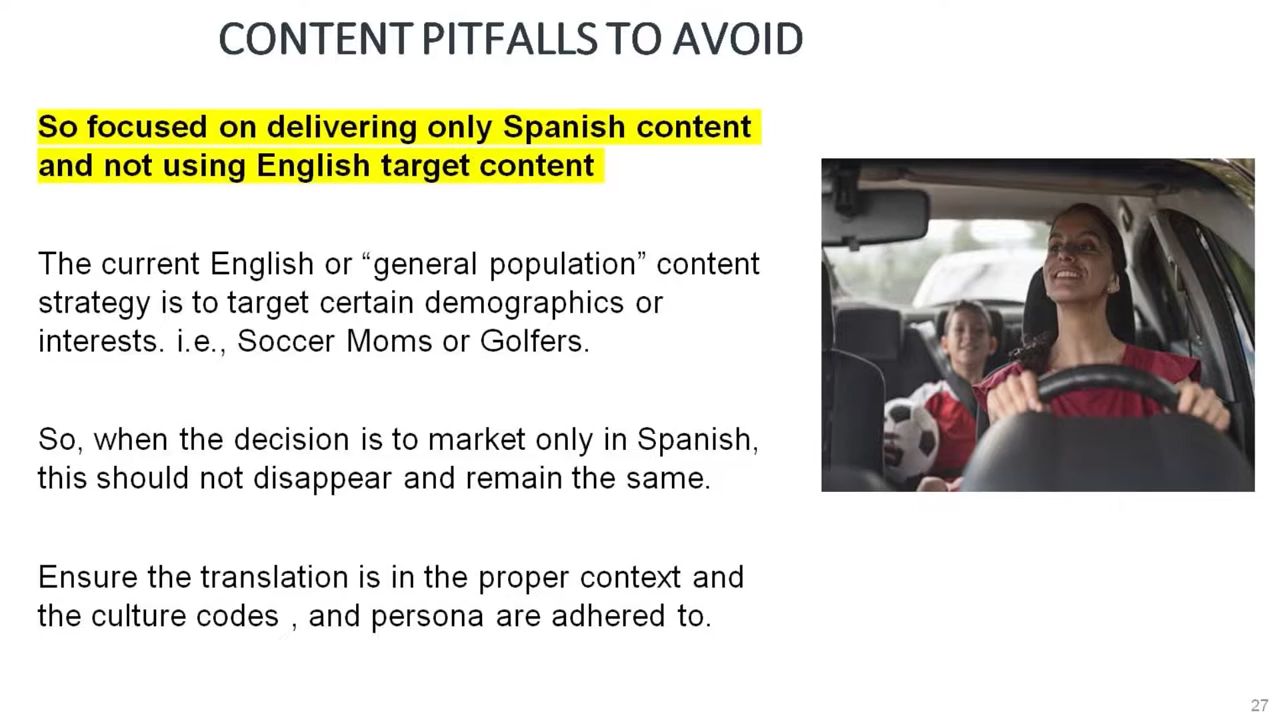 CONTENT PITFALLS TO AVOID
So focused on delivering only Spanish content
and not using English target content
The current English or “general population” content
strategy is to target certain demographics or
interests. i.e., Soccer Moms or Golfers.
So, when the decision is to market only in Spanish,
this should not disappear and remain the same.
Ensure the translation is in the proper context and
the culture codes , and persona are adhered to.
27